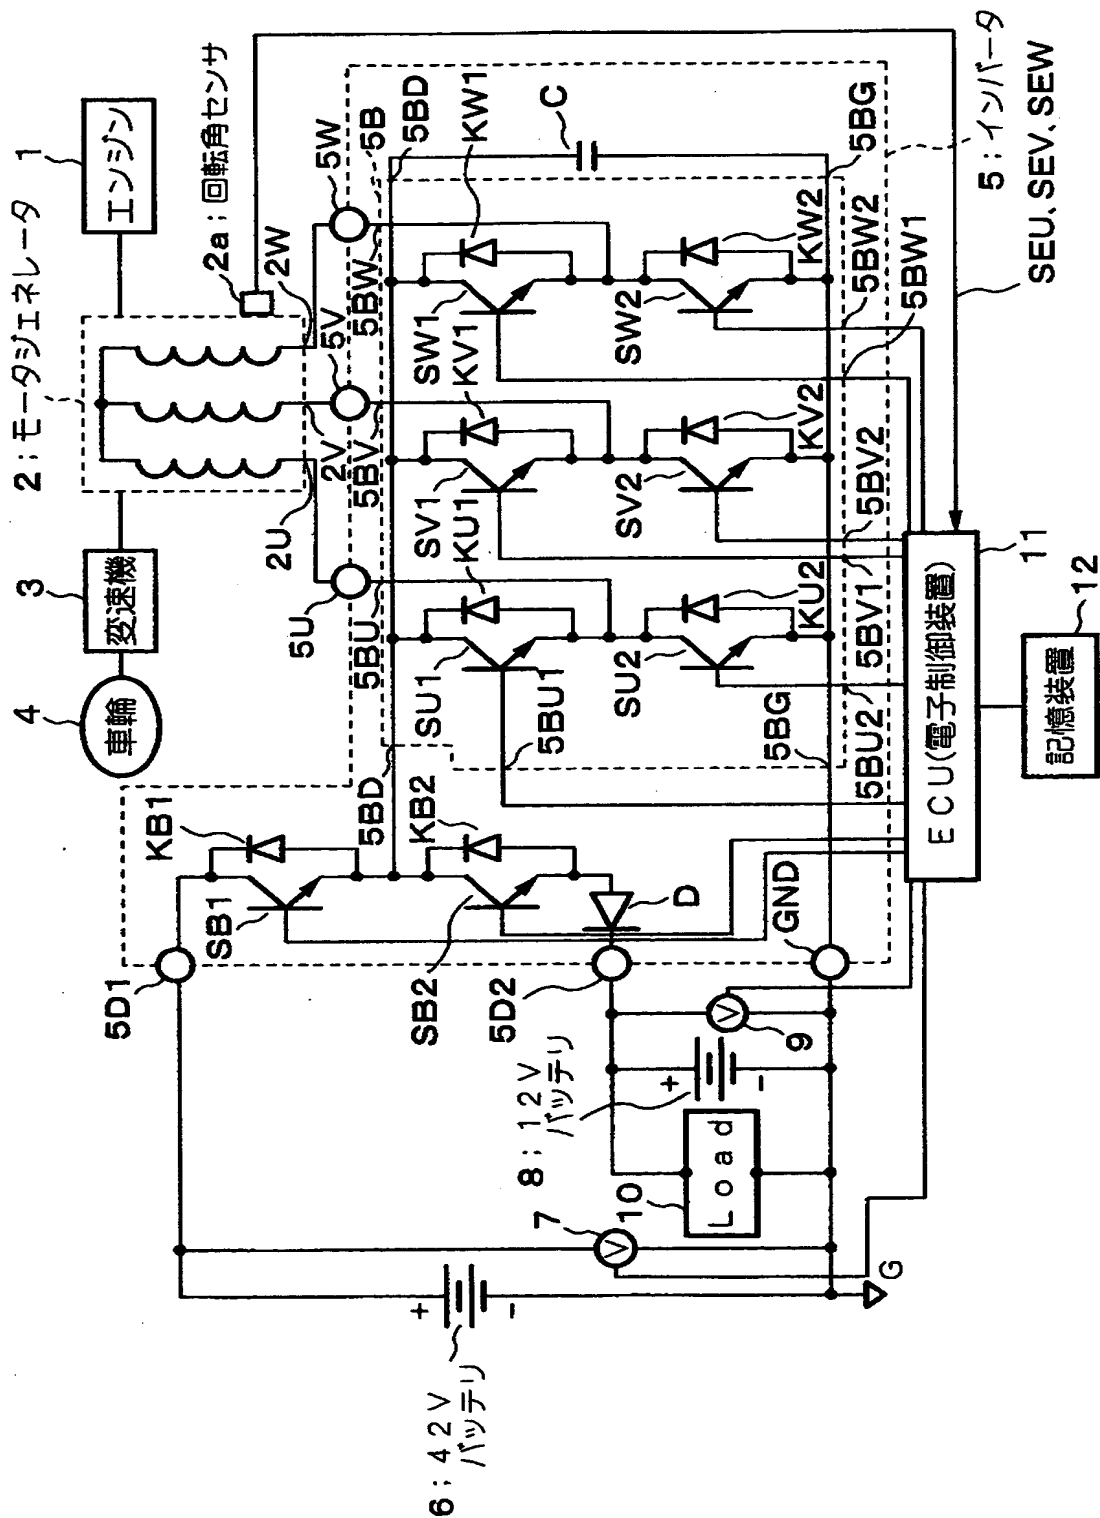 1
エンジン
2：モータジェネレータ
2a：回転角センサ
3
変速機
4
車輪
2U
2V
2W
5U
5V
5W
5BU
5BV
5BW
5B
5BD
KW1
C
5BG
5：インバータ
SEU、SEV、SEW
SW1
KV1
SV1
KU1
SU1
5BU1
5BD
KB1
SB1
KB2
SB2
5D1
5D2
D
GND
SU2
KU2
SV2
KV2
SW2
KW2
5BG
5BU2
5BV1
5BV2
5BW2
5BW1
ECU(電子制御装置)
11
12
記憶装置
V
9
8：12V
バッテリ
+
-
10
Load
7
V
G
+
-
6：42V
バッテリ